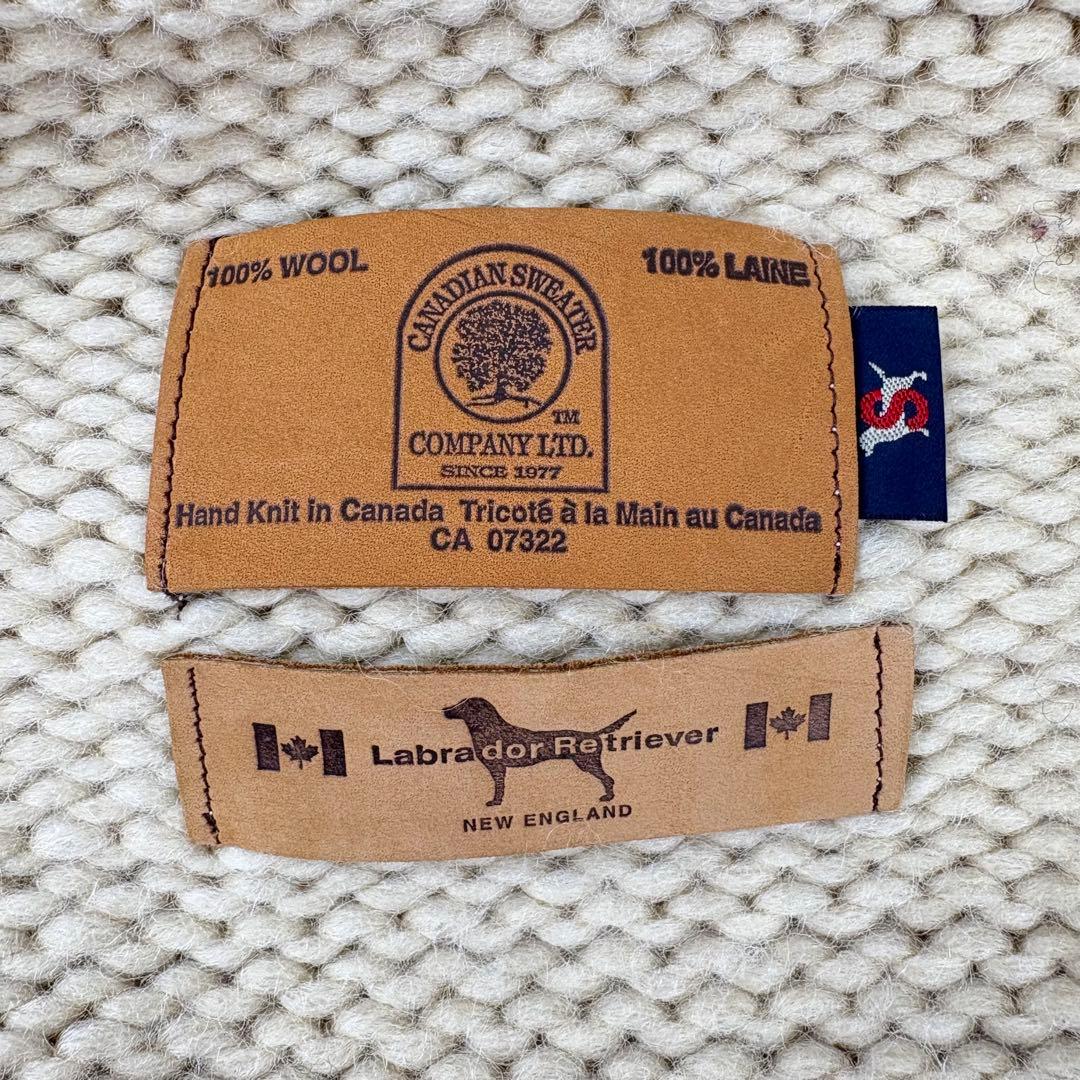 100% WOOL
100% LAINE
CANADIAN SWEATER
TM
COMPANY LTD.
SINCE 1977
Hand Knit in Canada Tricoté à la Main au Canada
CA 07322
S
Labrador Retriever
NEW ENGLAND